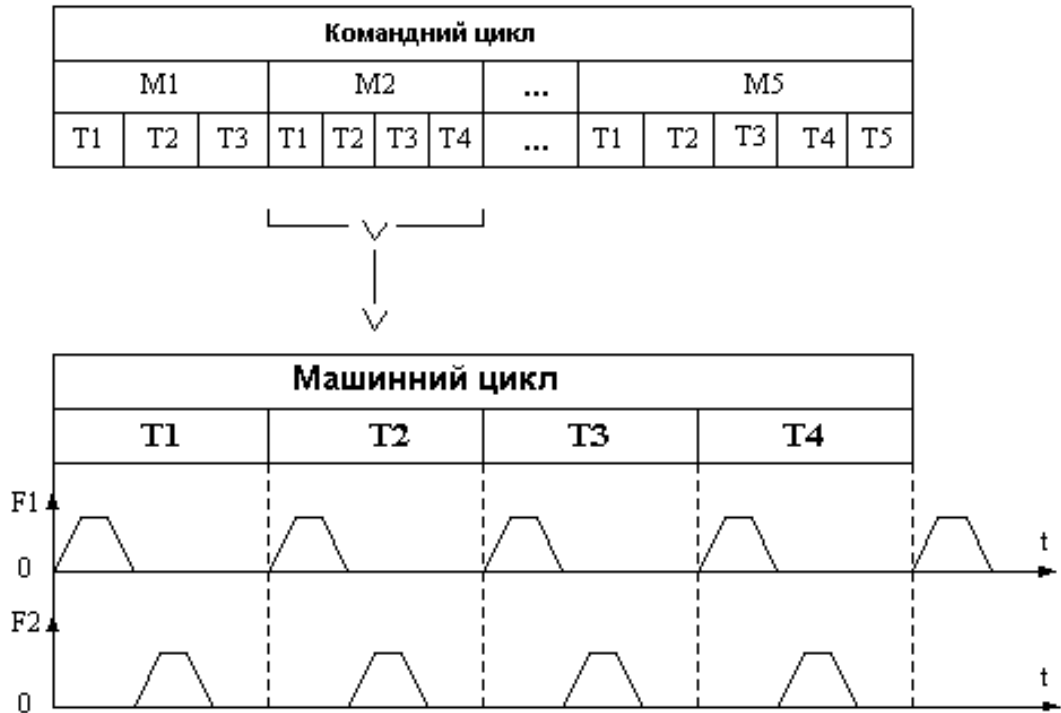 Командний цикл
M1 M2 ... M5
T1 T2 T3 T1 T2 T3 T4 ... T1 T2 T3 T4 T5
Машинний цикл
T1 T2 T3 T4
F1
0 t
F2
0 t